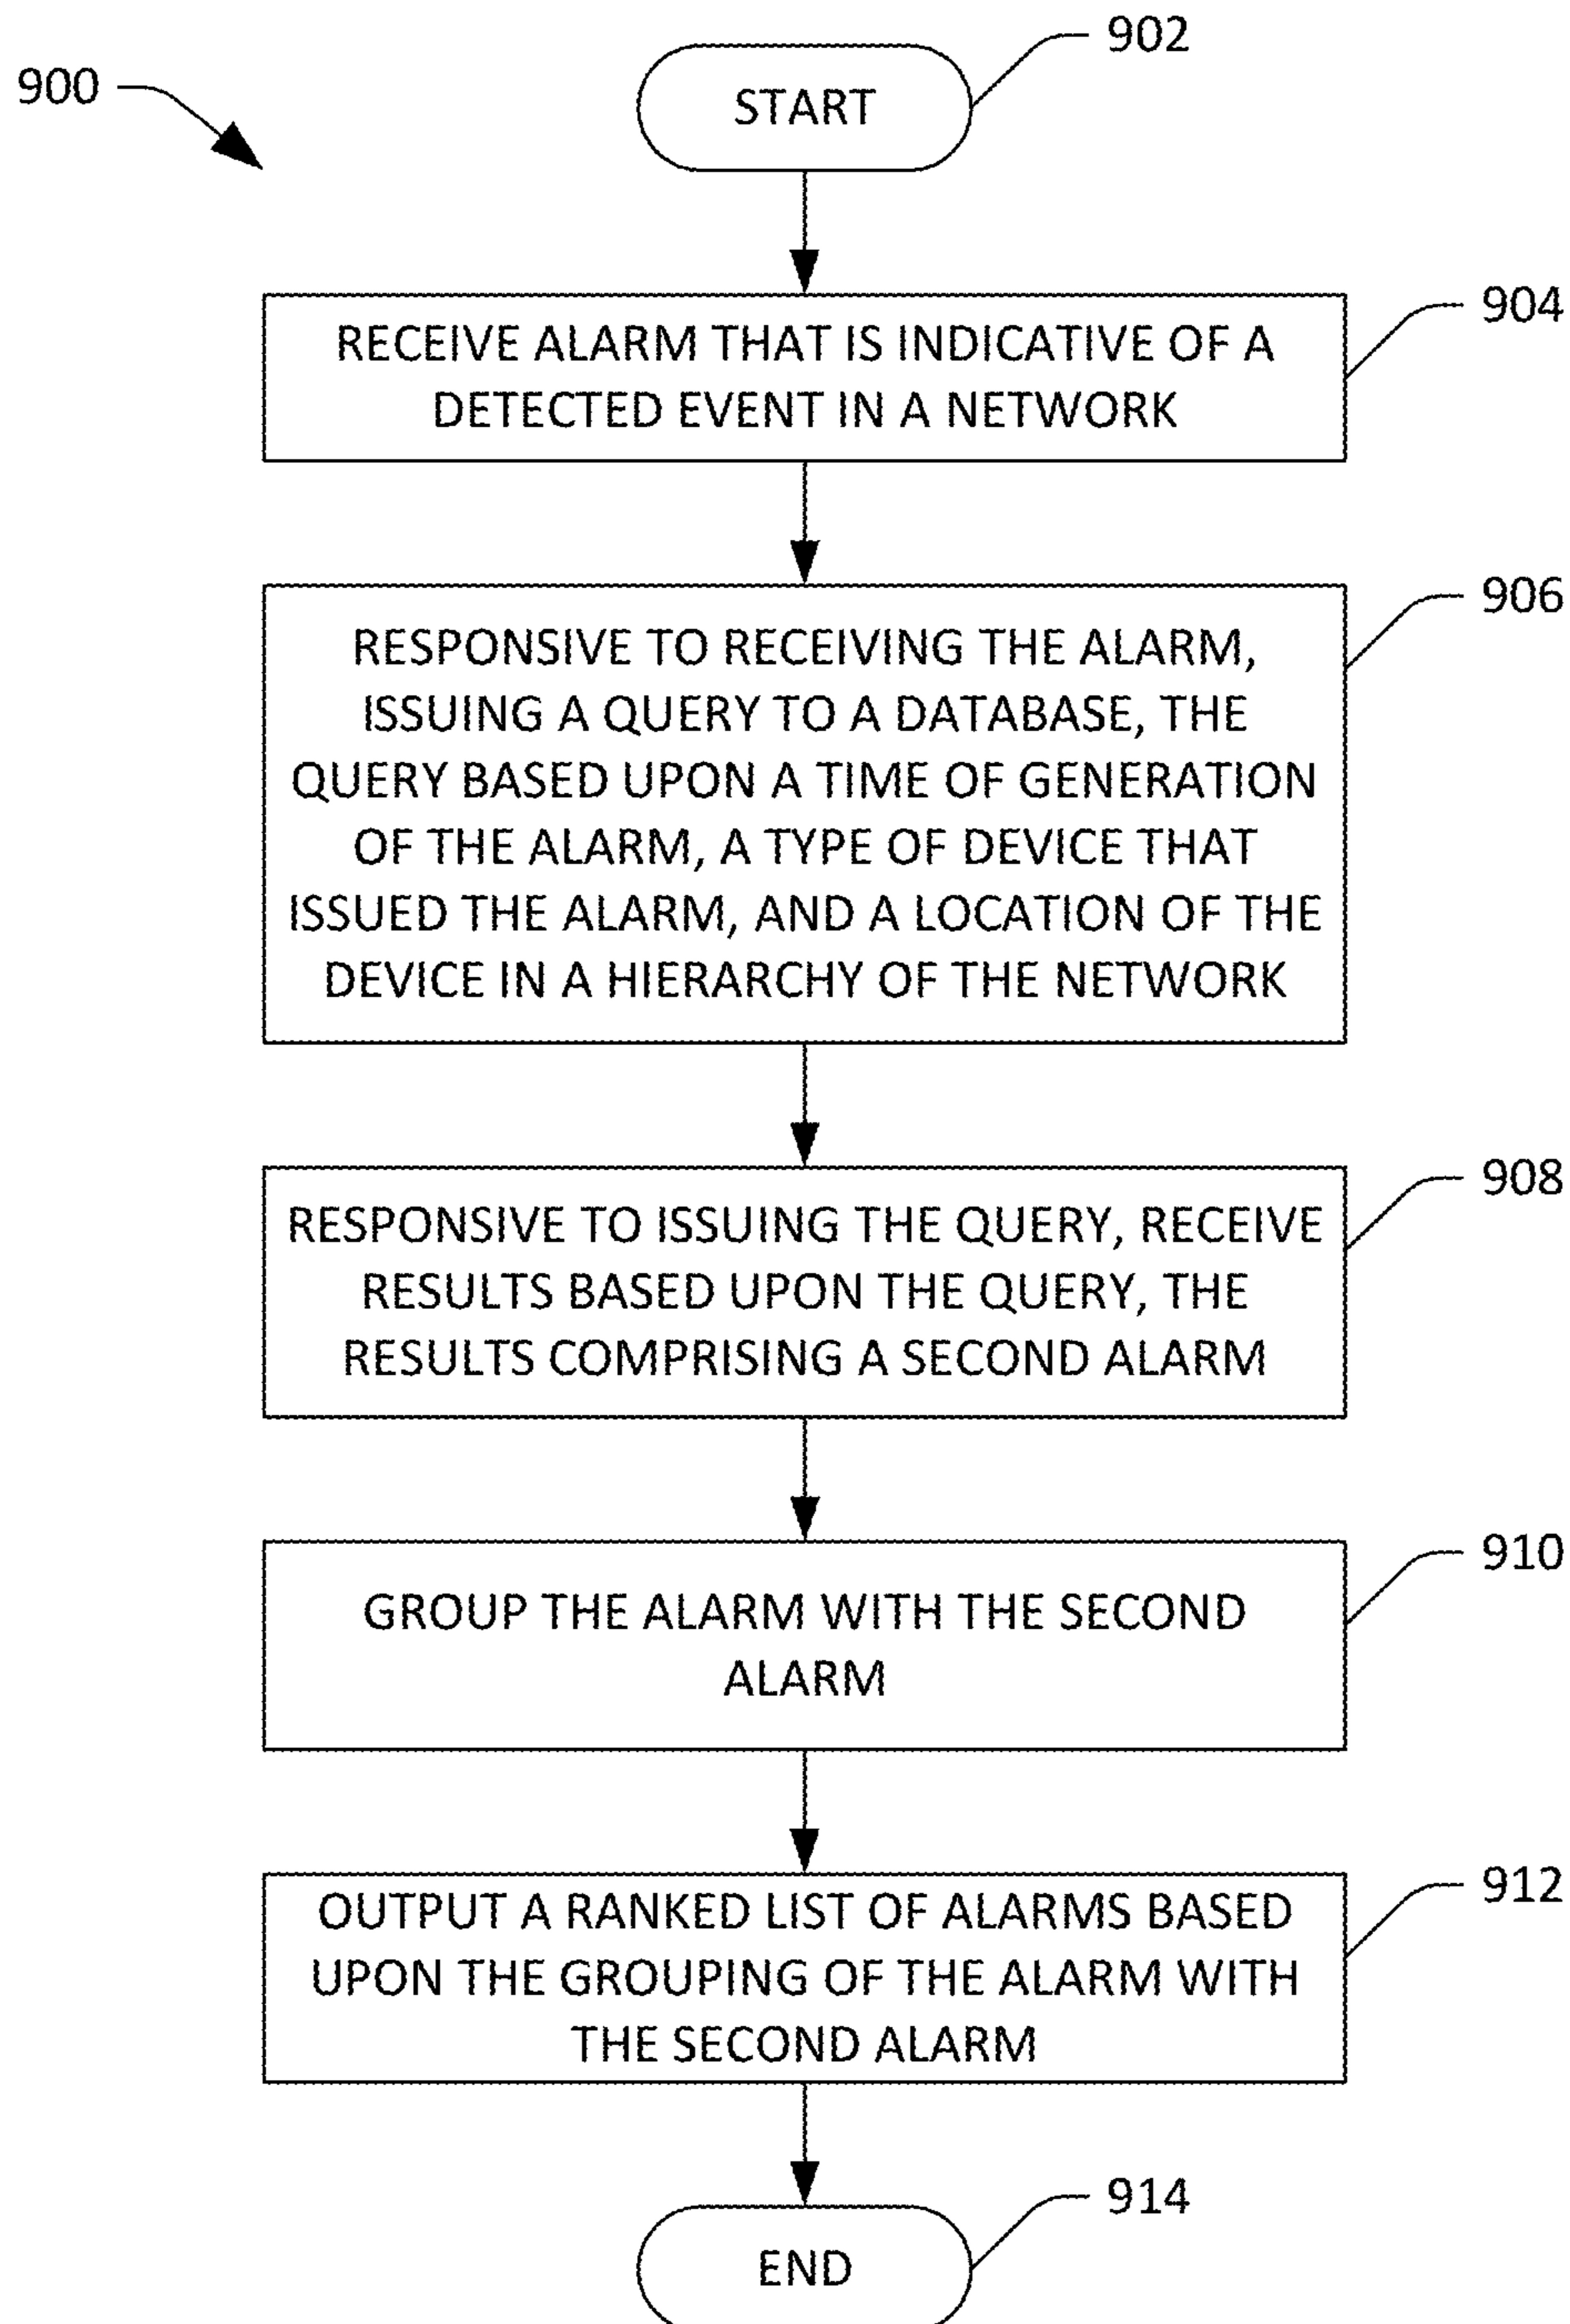 902
900
START
904
RECEIVE ALARM THAT IS INDICATIVE OF A
DETECTED EVENT IN A NETWORK
906
RESPONSIVE TO RECEIVING THE ALARM,
ISSUING A QUERY TO A DATABASE, THE
QUERY BASED UPON A TIME OF GENERATION
OF THE ALARM, A TYPE OF DEVICE THAT
ISSUED THE ALARM, AND A LOCATION OF THE
DEVICE IN A HIERARCHY OF THE NETWORK
908
RESPONSIVE TO ISSUING THE QUERY, RECEIVE
RESULTS BASED UPON THE QUERY, THE
RESULTS COMPRISING A SECOND ALARM
910
GROUP THE ALARM WITH THE SECOND
ALARM
912
OUTPUT A RANKED LIST OF ALARMS BASED
UPON THE GROUPING OF THE ALARM WITH
THE SECOND ALARM
914
END